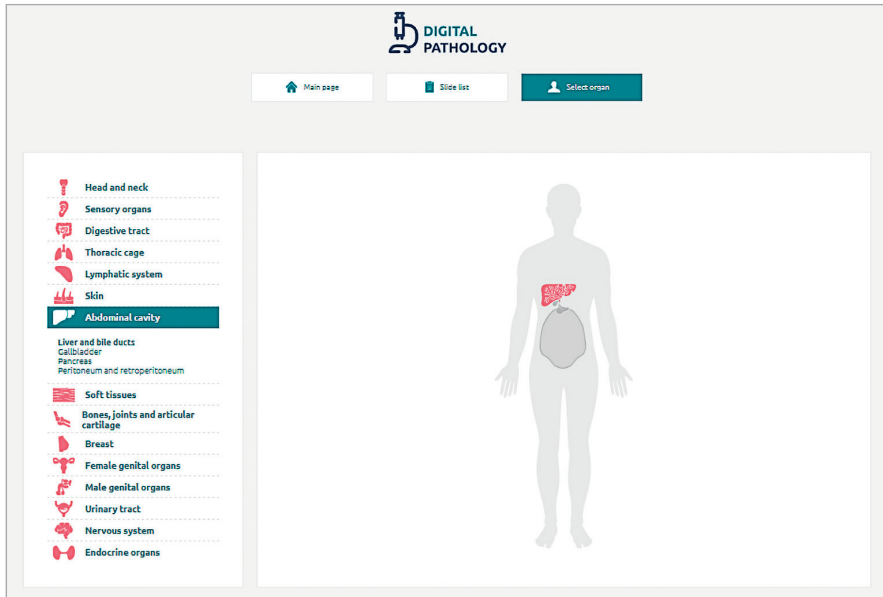 DIGITAL
PATHOLOGY
Main page
Slide list
Select organ
Head and neck
Sensory organs
Digestive tract
Thoracic cage
Lymphatic system
Skin
Abdominal cavity
Liver and bile ducts
Gallbladder
Pancreas
Peritoneum and retroperitoneum
Soft tissues
Bones, joints and articular
cartilage
Breast
Female genital organs
Male genital organs
Urinary tract
Nervous system
Endocrine organs